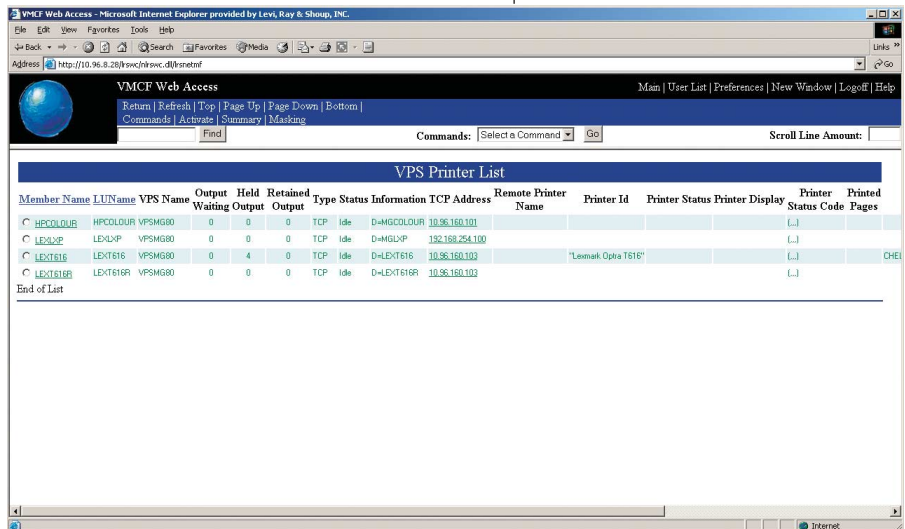 VMCF Web Access - Microsoft Internet Explorer provided by Levi, Ray & Shoup, INC.
File Edit View Favorites Tools Help
Back Search Favorites Media Links »
Address http://10.96.8.28/lrswc/nlrswc.dll/lrsnetmf Go
VMCF Web Access Main | User List | Preferences | New Window | Logoff | Help
Return | Refresh | Top | Page Up | Page Down | Bottom |
Commands | Activate | Summary | Masking
Find Commands: Select a Command Go Scroll Line Amount:
VPS Printer List
Member Name LUName VPS Name Output Waiting Held Output Retained Output Type Status Information TCP Address Remote Printer Name Printer Id Printer Status Printer Display Printer Status Code Printed Pages
HPCOLOUR HPCOLOUR VPSMG80 0 0 0 TCP Idle D=MGCOLOUR 10.96.160.101 (...)
LEXLXP LEXLXP VPSMG80 0 0 0 TCP Idle D=MGLXP 192.168.254.100 (...)
LEXT616 LEXT616 VPSMG80 0 4 0 TCP Idle D=LEXT616 10.96.160.103 "Lexmark Optra T616" (...) CHE
LEXT616R LEXT616R VPSMG80 0 0 0 TCP Idle D=LEXT616R 10.96.160.103 (...)
End of List
Internet